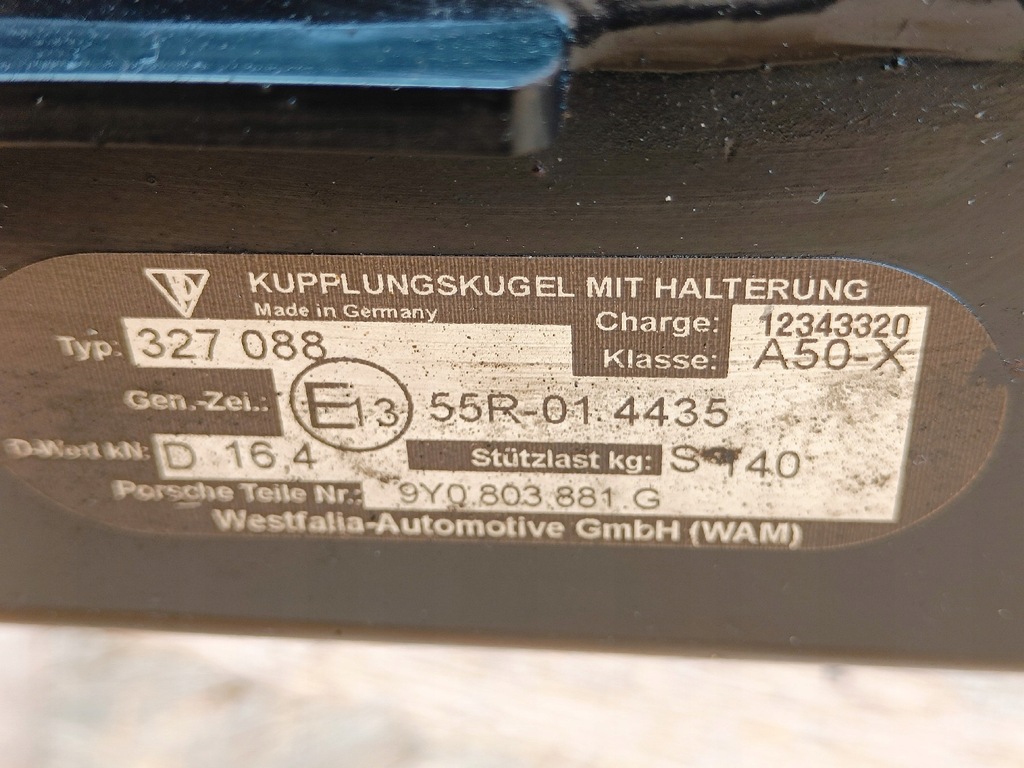 KUPPLUNGSKUGEL MIT HALTERUNG
Made in Germany
Charge: 12343320
Typ: 327 088
Klasse: A50-X
Gen.-Zei.: E13 55R-01 4435
D-Wert kN: D 16,4 Stützlast kg: S 140
Porsche Teile Nr.: 9Y0.803.881.G
Westfalia-Automotive GmbH (WAM)